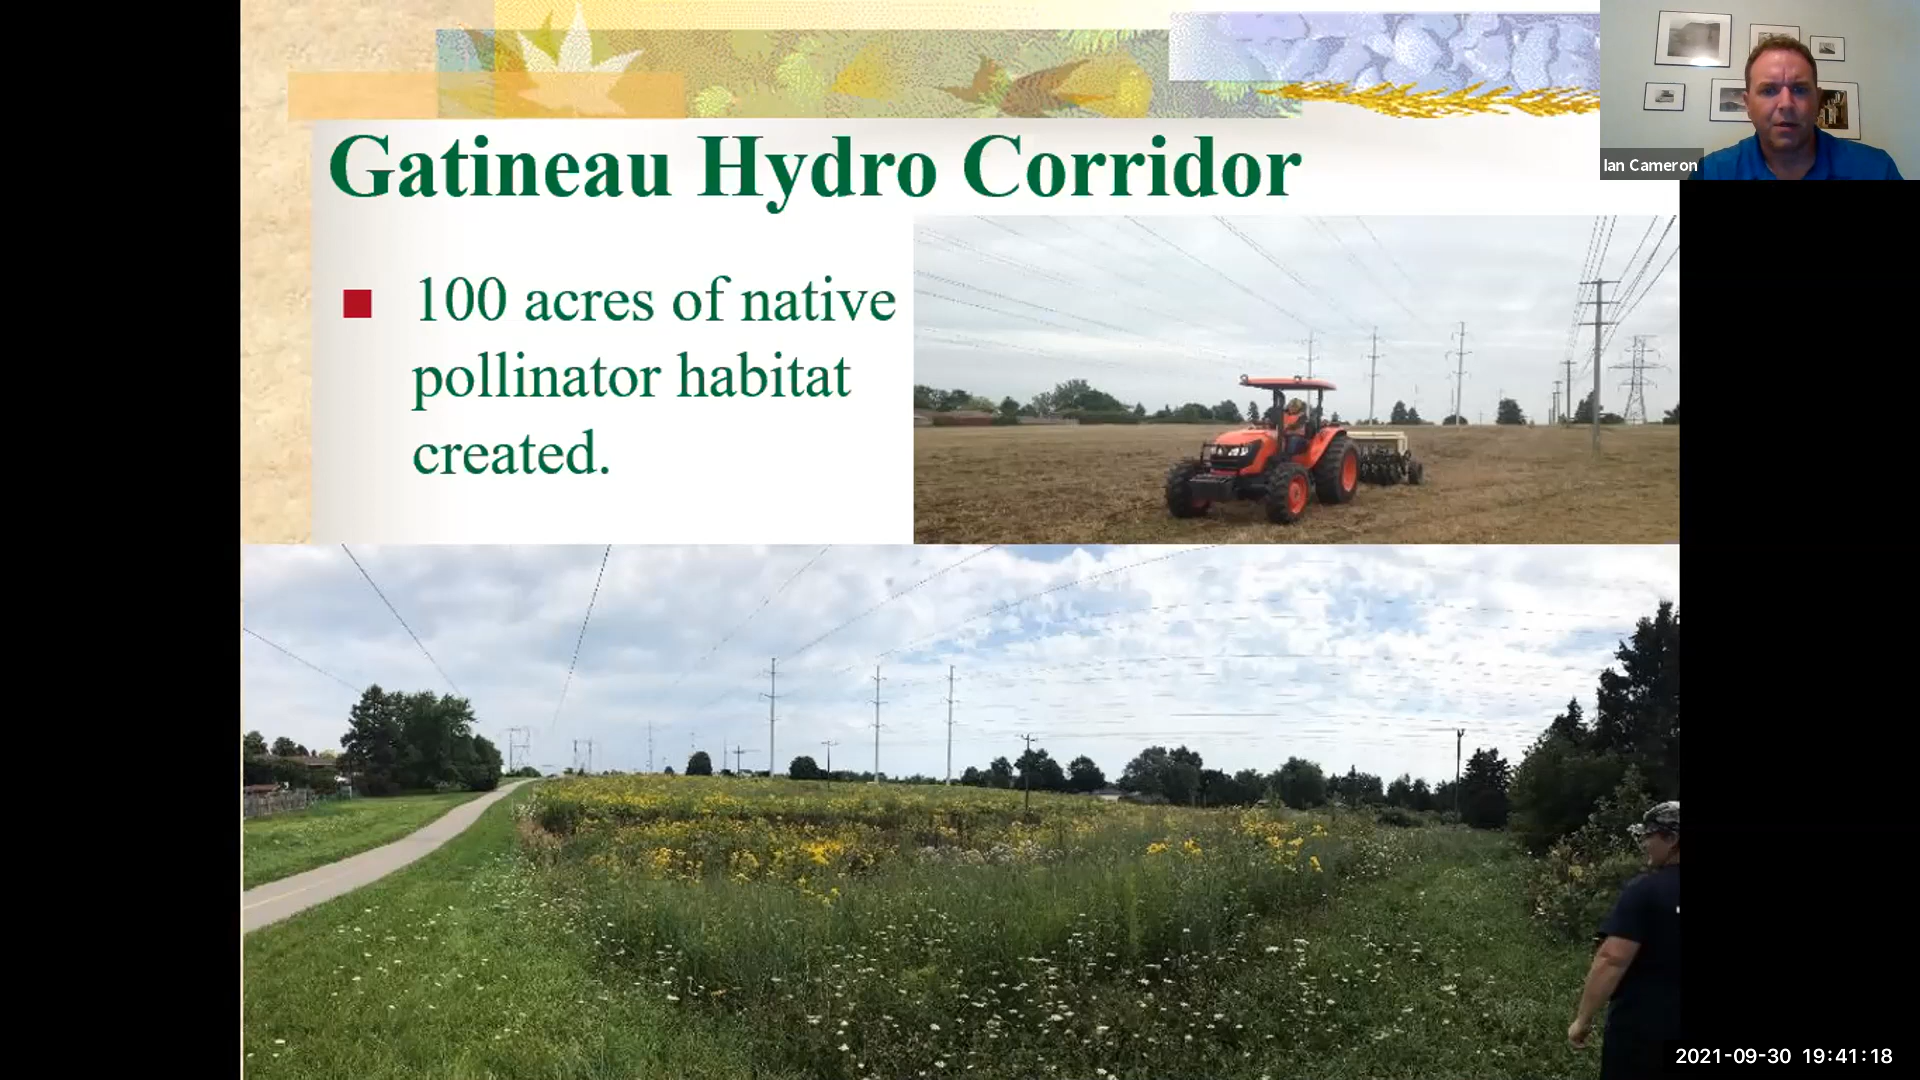 Gatineau Hydro Corridor
100 acres of native
pollinator habitat
created.
Ian Cameron
2021-09-30 19:41:18